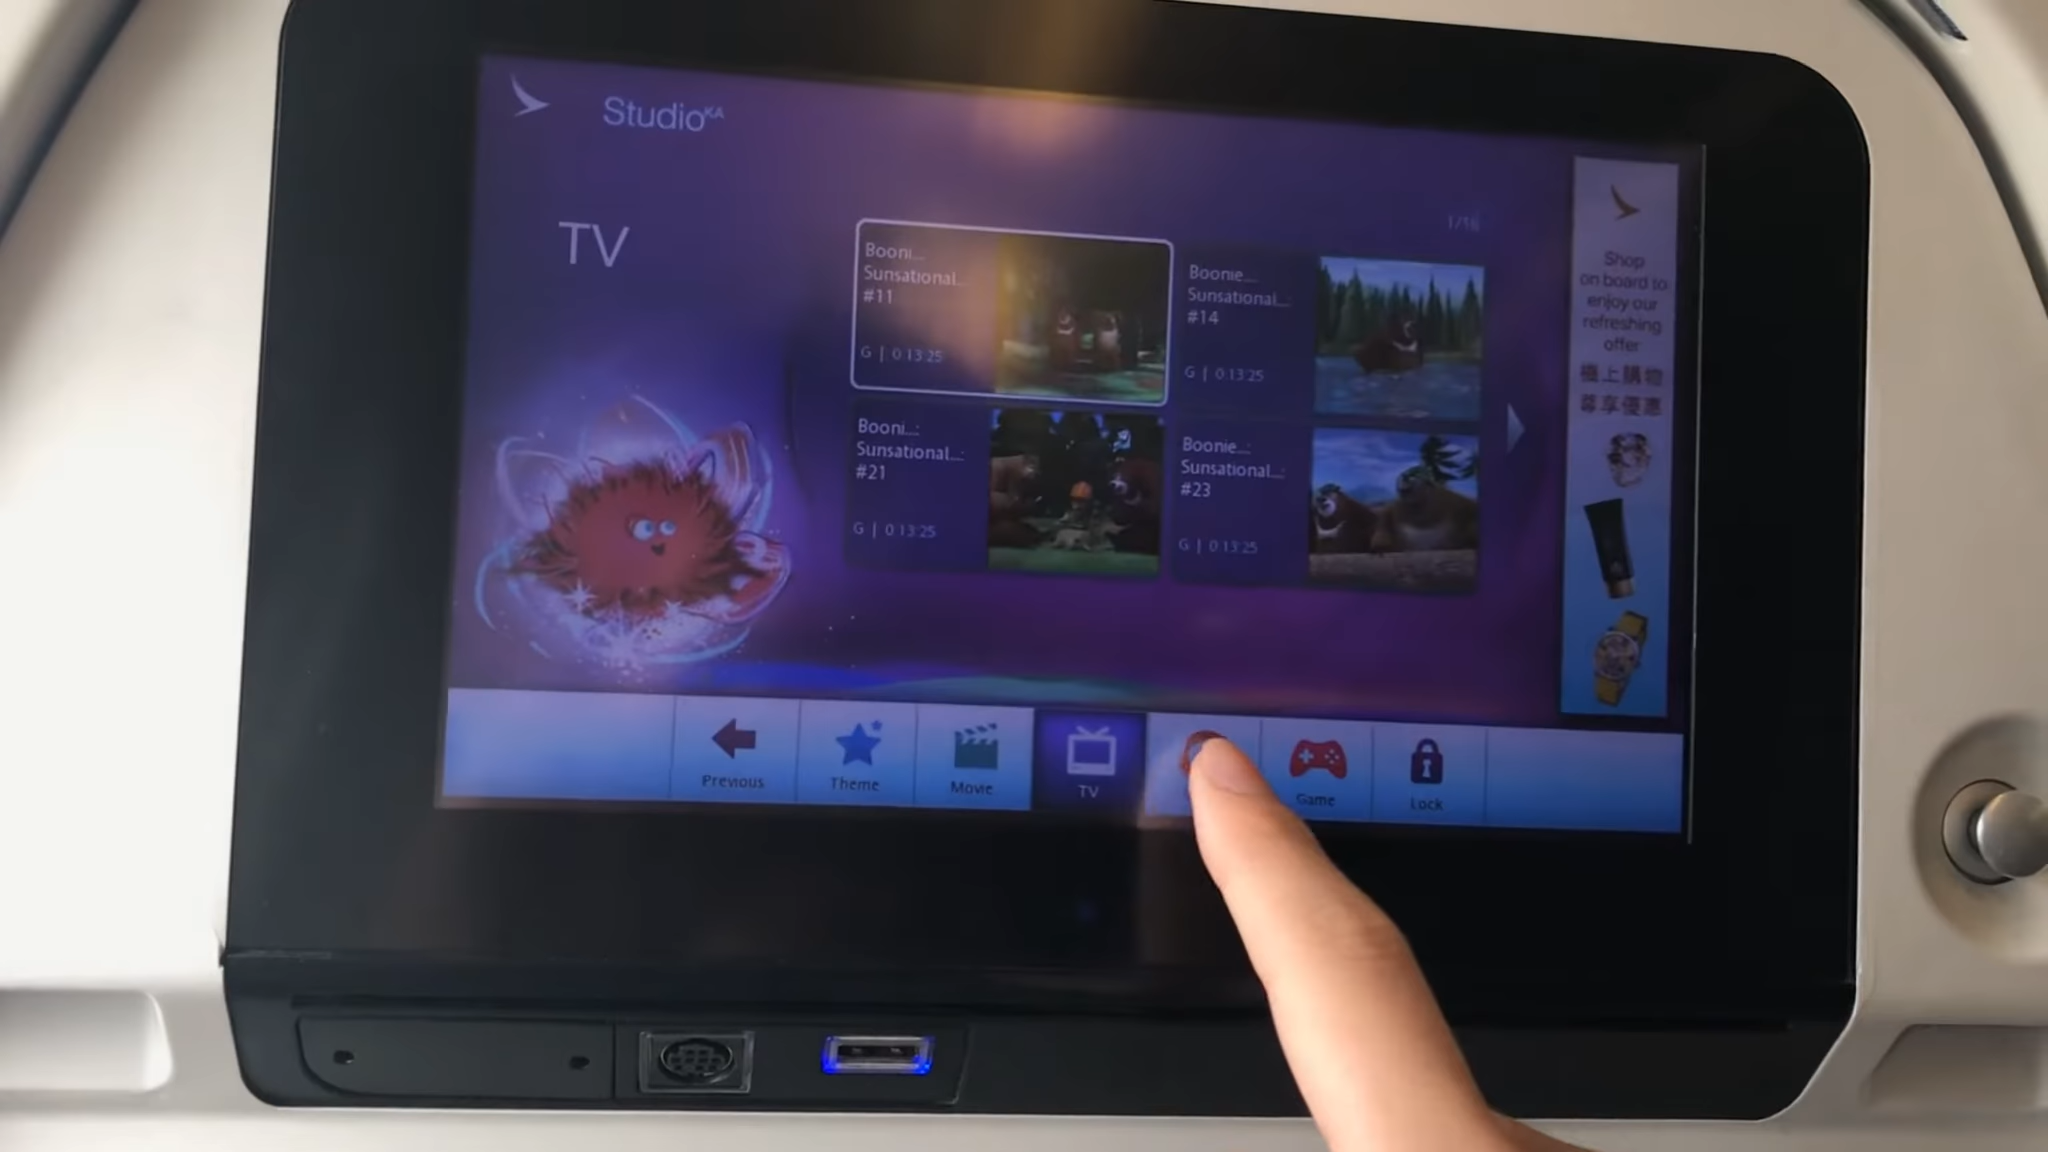 StudioKA
TV
1/16
Booni...
Sunsational...
#11
G | 0:13:25
Boonie...
Sunsational...:
#14
G | 0:13:25
Booni...:
Sunsational...:
#21
G | 0:13:25
Boonie...:
Sunsational...:
#23
G | 0:13:25
Shop
on board to
enjoy our
refreshing
offer
機上購物
尊享優惠
Previous
Theme
Movie
TV
Game
Lock